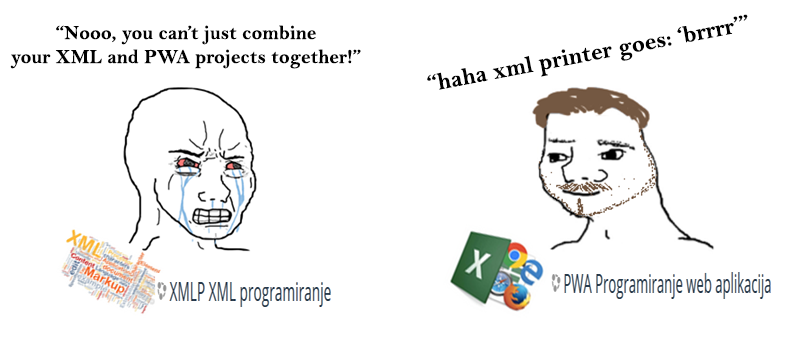 “Nooo, you can’t just combine
your XML and PWA projects together!”
“haha xml printer goes: ‘brrrr’”
XML
Content
Markup
XMLP XML programiranje
X
PWA Programiranje web aplikacija